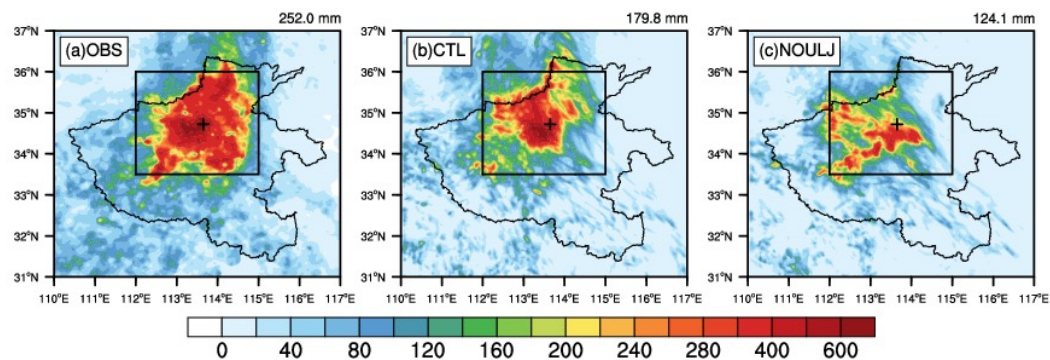 252.0 mm 179.8 mm 124.1 mm
37°N 37°N 37°N
(a)OBS (b)CTL (c)NOULJ
36°N 36°N 36°N
35°N 35°N 35°N
34°N 34°N 34°N
33°N 33°N 33°N
32°N 32°N 32°N
31°N 31°N 31°N
110°E 111°E 112°E 113°E 114°E 115°E 116°E 117°E 110°E 111°E 112°E 113°E 114°E 115°E 116°E 117°E 110°E 111°E 112°E 113°E 114°E 115°E 116°E 117°E
0 40 80 120 160 200 240 280 400 600